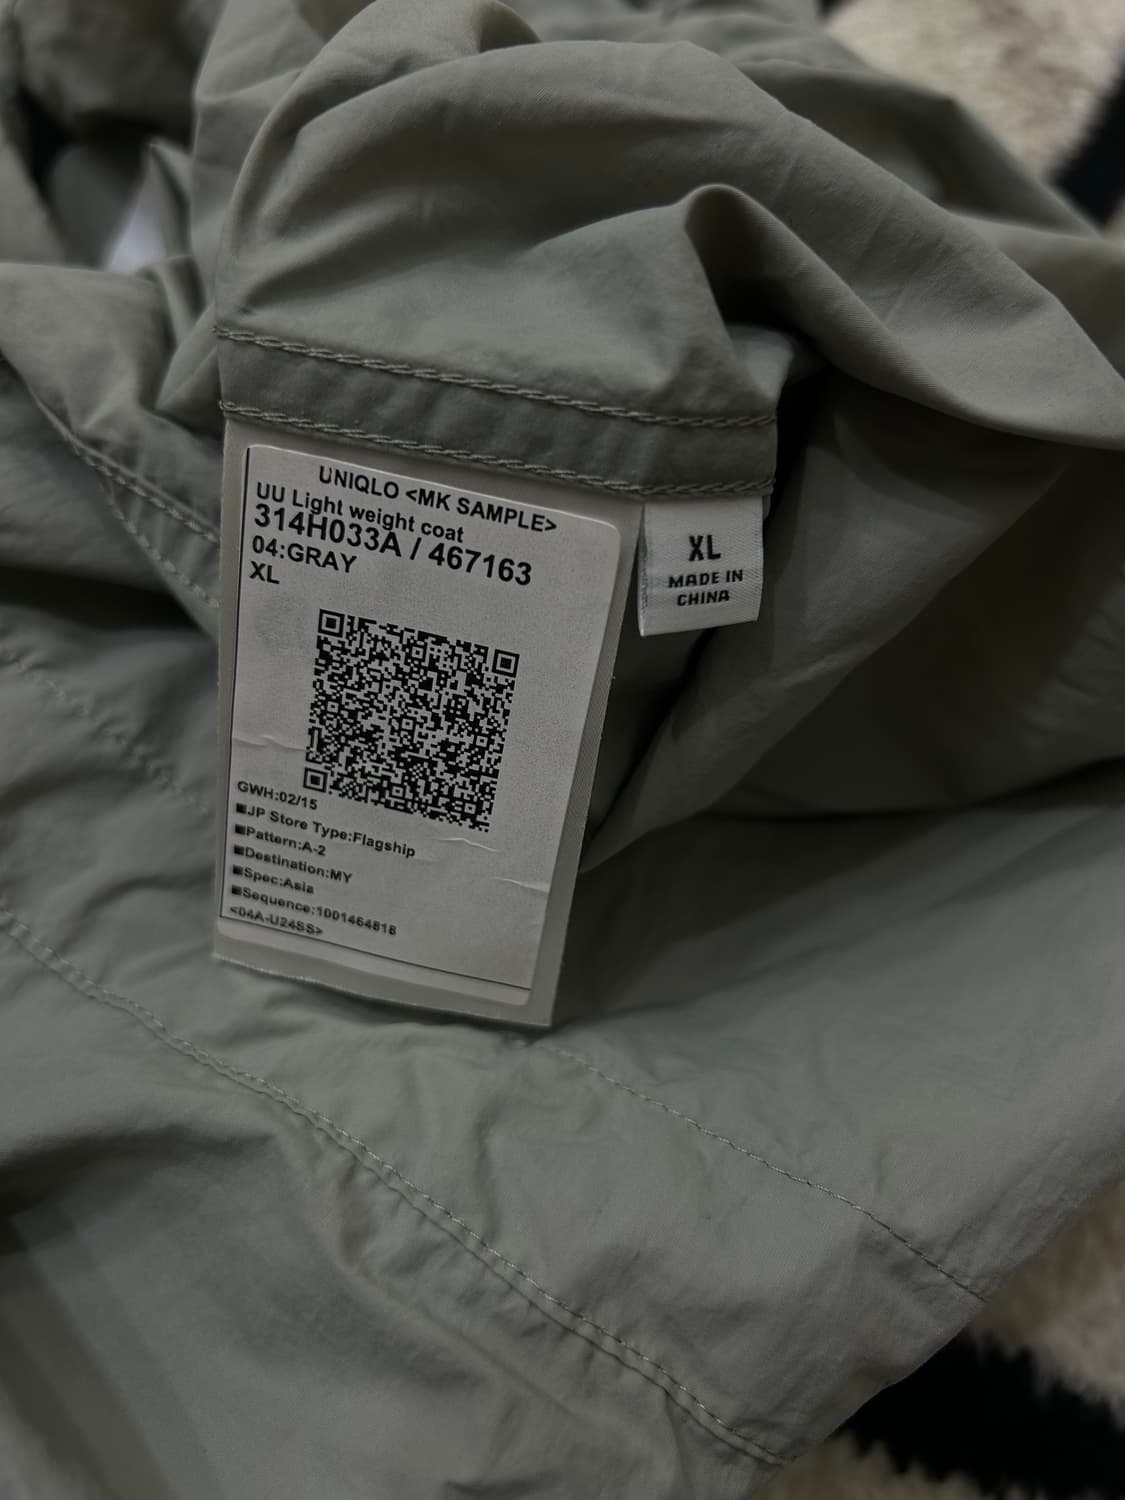 UNIQLO <MK SAMPLE>
UU Light weight coat
314H033A / 467163
04:GRAY
XL
GWH:02/15
■JP Store Type:Flagship
■Pattern:A-2
■Destination:MY
■Spec:Asia
■Sequence:1001464818
<04A-U24SS>
XL
MADE IN
CHINA